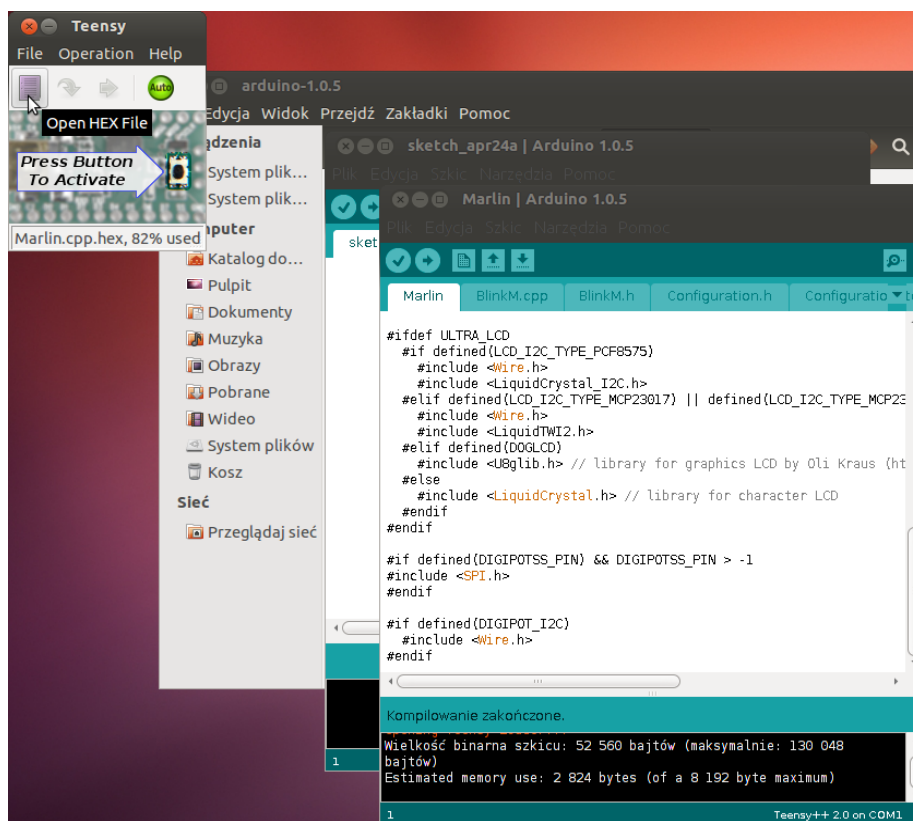 Teensy
File Operation Help
Auto
Open HEX File
Press Button
To Activate
Marlin.cpp.hex, 82% used
arduino-1.0.5
Edycja Widok Przejdź Zakładki Pomoc
System plik...
System plik...
Katalog do...
Pulpit
Dokumenty
Muzyka
Obrazy
Pobrane
Wideo
System plików
Kosz
Sieć
Przeglądaj sieć
sketch_apr24a | Arduino 1.0.5
Plik Edycja Szkic Narzędzia Pomoc
sket
Marlin | Arduino 1.0.5
Plik Edycja Szkic Narzędzia Pomoc
Marlin BlinkM.cpp BlinkM.h Configuration.h Configuratio
#ifdef ULTRA_LCD
#if defined(LCD_I2C_TYPE_PCF8575)
#include <Wire.h>
#include <LiquidCrystal_I2C.h>
#elif defined(LCD_I2C_TYPE_MCP23017) || defined(LCD_I2C_TYPE_MCP23
#include <Wire.h>
#include <LiquidTWI2.h>
#elif defined(DOGLCD)
#include <U8glib.h> // library for graphics LCD by Oli Kraus (ht
#else
#include <LiquidCrystal.h> // library for character LCD
#endif
#endif
#if defined(DIGIPOTSS_PIN) && DIGIPOTSS_PIN > -1
#include <SPI.h>
#endif
#if defined(DIGIPOT_I2C)
#include <Wire.h>
#endif
Kompilowanie zakończone.
Wielkość binarna szkicu: 52 560 bajtów (maksymalnie: 130 048
bajtów)
Estimated memory use: 2 824 bytes (of a 8 192 byte maximum)
1
1
Teensy++ 2.0 on COM1